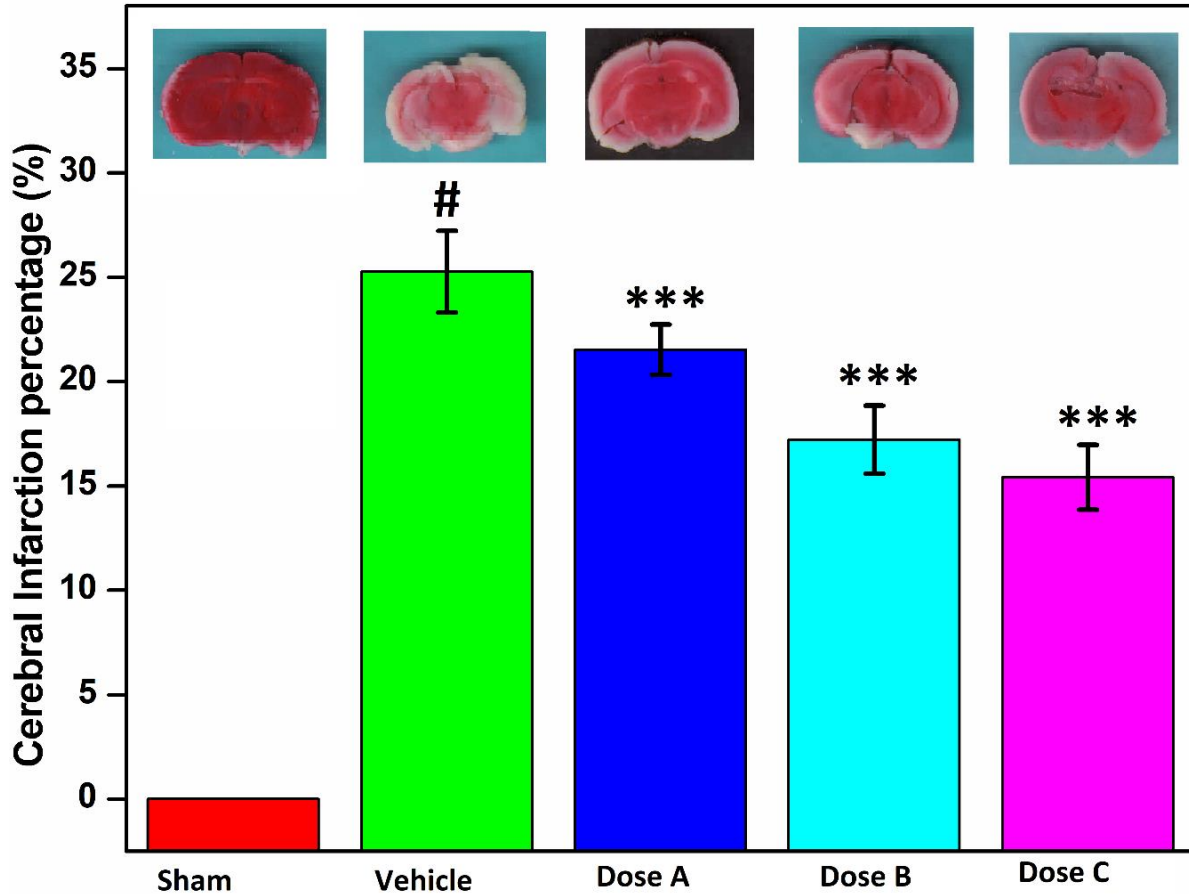 Cerebral Infarction percentage (%)
35
30
25
20
15
10
5
0
#
***
***
***
Sham
Vehicle
Dose A
Dose B
Dose C